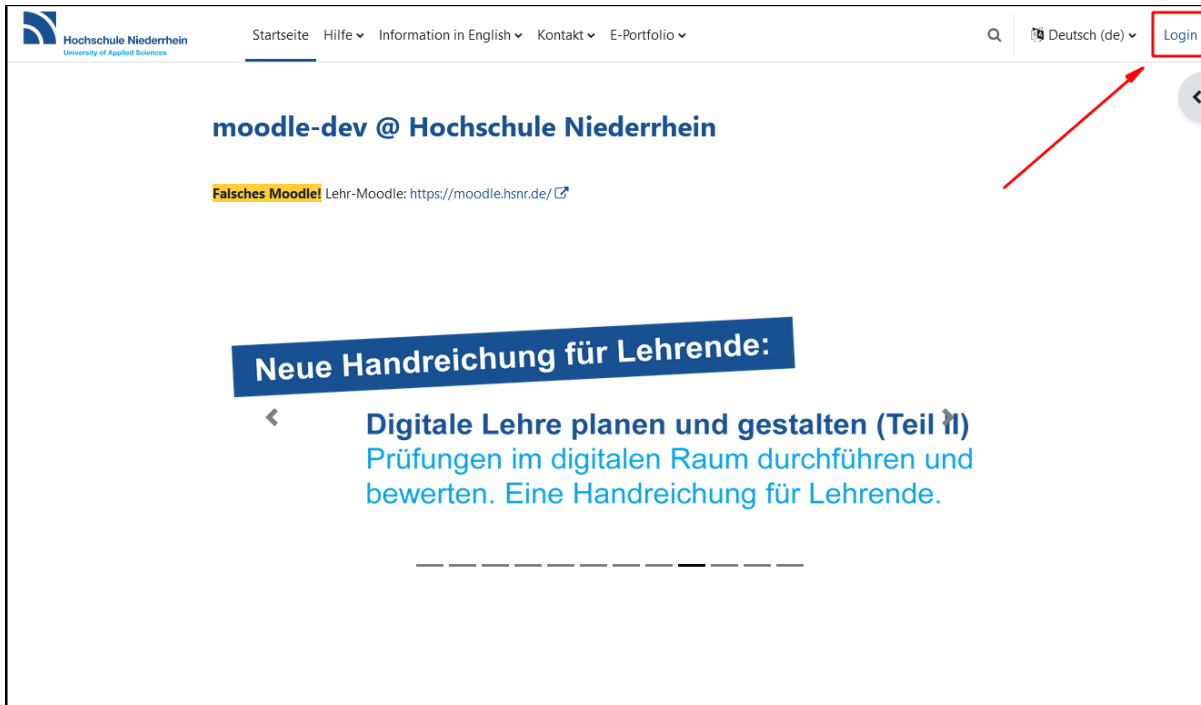 Hochschule Niederrhein
University of Applied Sciences
Startseite Hilfe Information in English Kontakt E-Portfolio Deutsch (de) Login
moodle-dev @ Hochschule Niederrhein
Falsches Moodle! Lehr-Moodle: https://moodle.hsnr.de/
Neue Handreichung für Lehrende:
Digitale Lehre planen und gestalten (Teil II)
Prüfungen im digitalen Raum durchführen und
bewerten. Eine Handreichung für Lehrende.